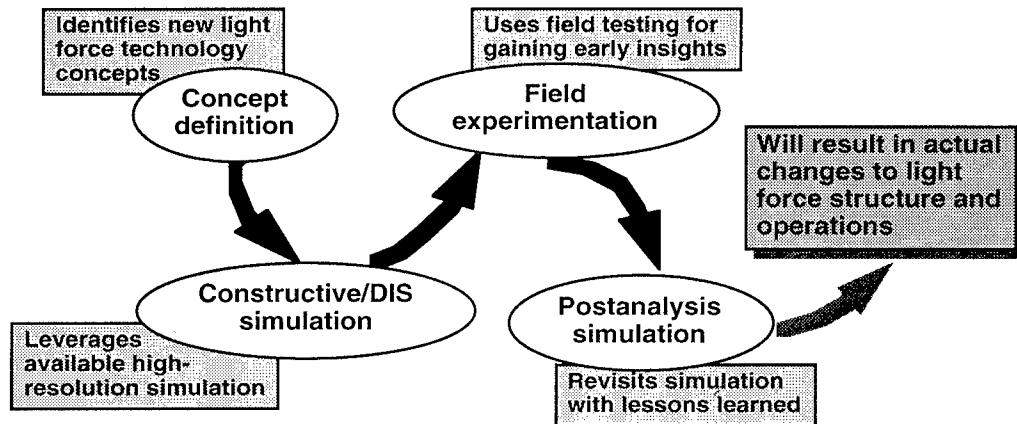 Identifies new light
force technology
concepts
Concept
definition
Uses field testing for
gaining early insights
Field
experimentation
Will result in actual
changes to light
force structure and
operations
Constructive/DIS
simulation
Leverages
available high-
resolution simulation
Postanalysis
simulation
Revisits simulation
with lessons learned